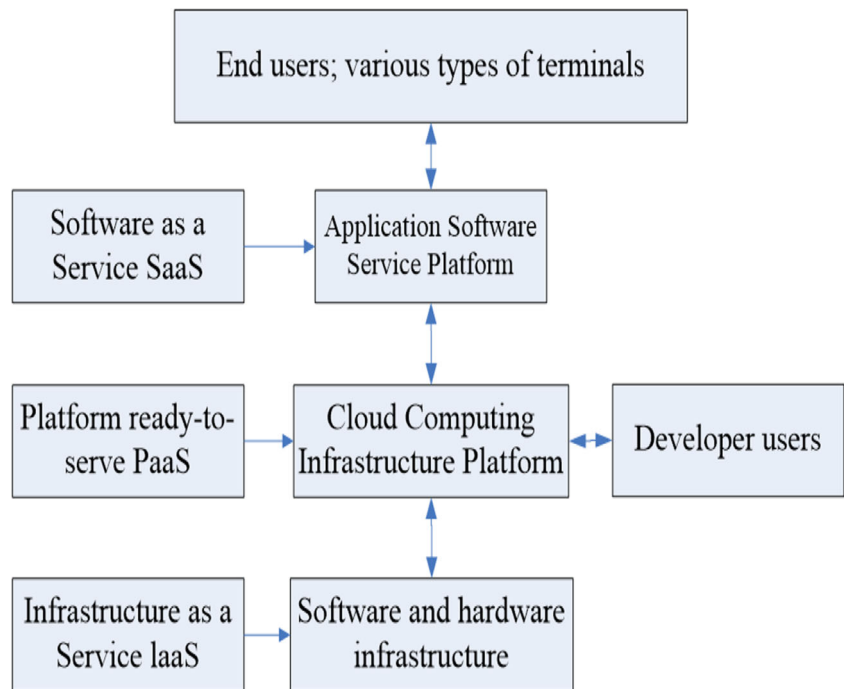 End users; various types of terminals
Software as a
Service SaaS
Application Software
Service Platform
Platform ready-to-
serve PaaS
Cloud Computing
Infrastructure Platform
Developer users
Infrastructure as a
Service laaS
Software and hardware
infrastructure